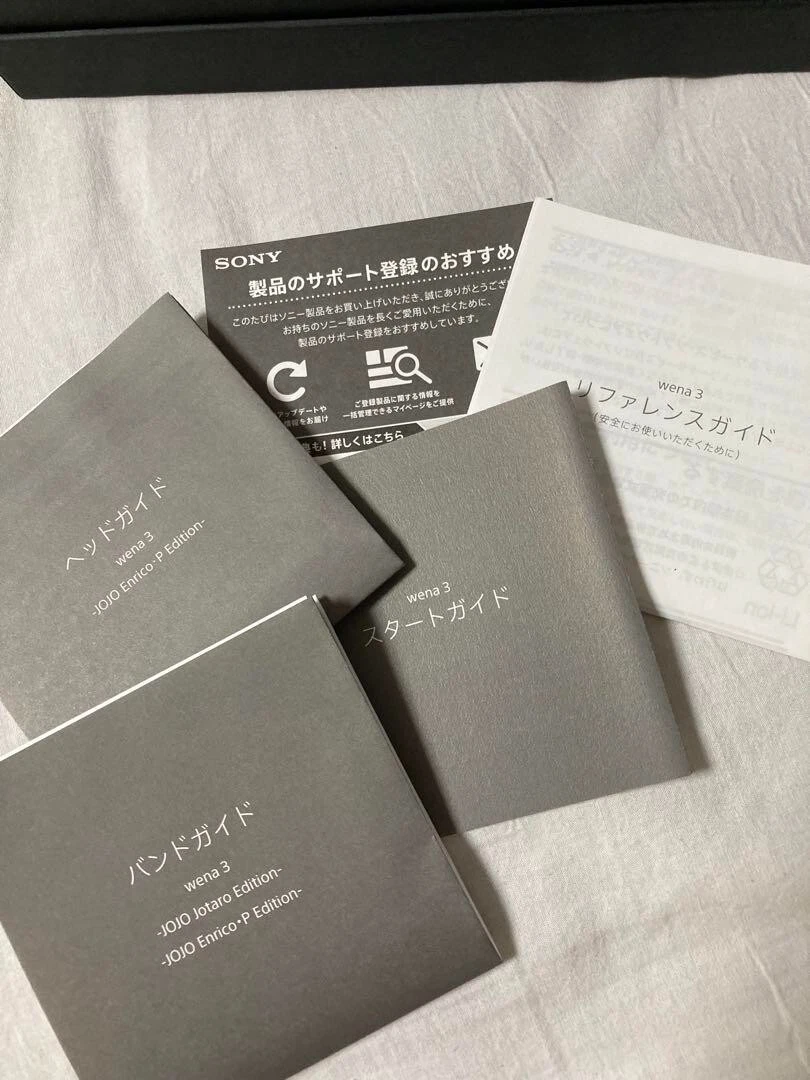 SONY
製品のサポート登録のおすすめ
このたびはソニー製品をお買い上げいただき、誠にありがとうござい
お持ちのソニー製品を長くご愛用いただくために、
製品のサポート登録をおすすめしています。
アップデートや
情報をお届け
ご登録製品に関する情報を
一括管理できるマイページをご提供
典も!詳しくはこちら
wena 3
リファレンスガイド
(安全にお使いいただくために)
ヘッドガイド
wena 3
-JOJO Enrico・P Edition-
wena 3
スタートガイド
バンドガイド
wena 3
-JOJO Jotaro Edition-
-JOJO Enrico・P Edition-
Li-ion